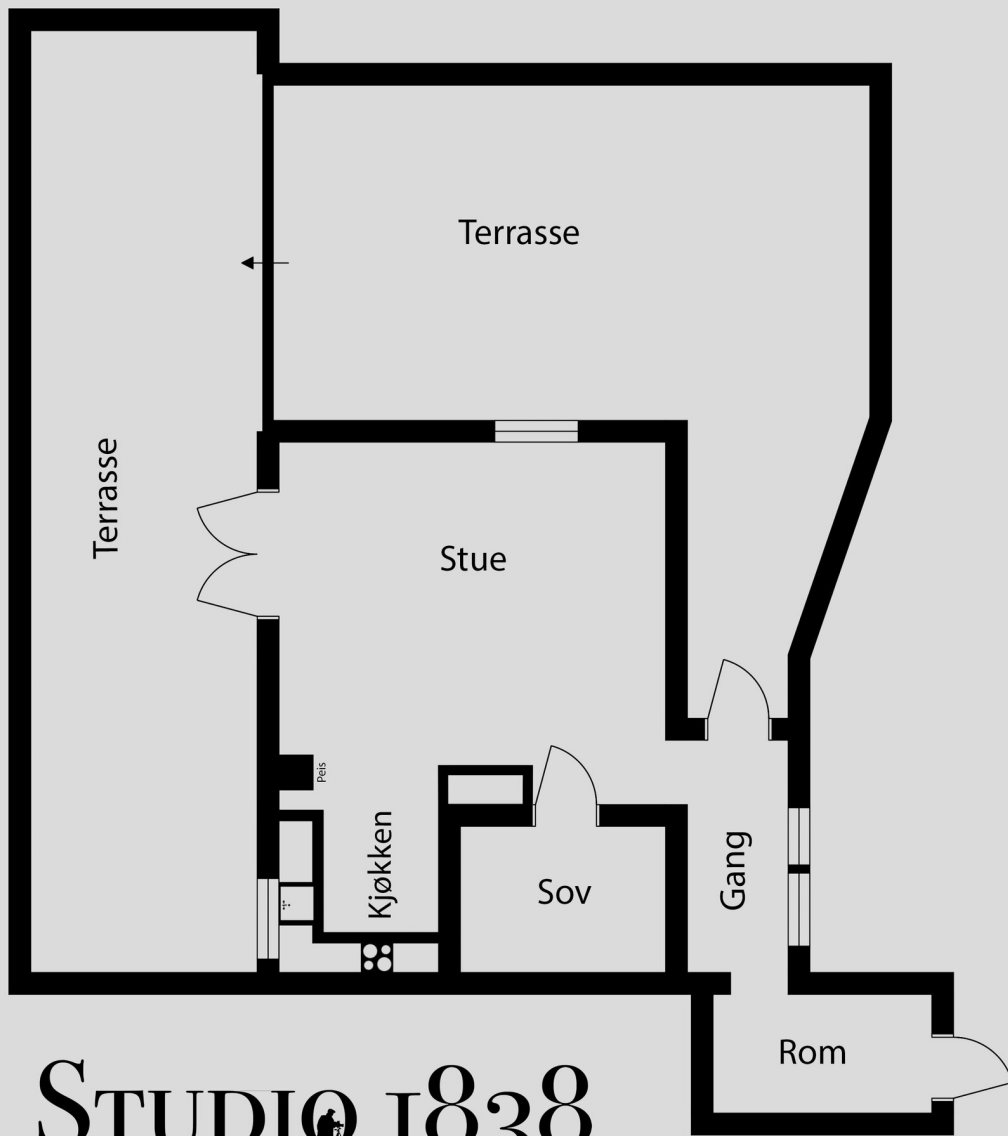 Terrasse
Terrasse
Stue
Peis
Kjøkken
Sov
Gang
Rom
STUDIO 1838